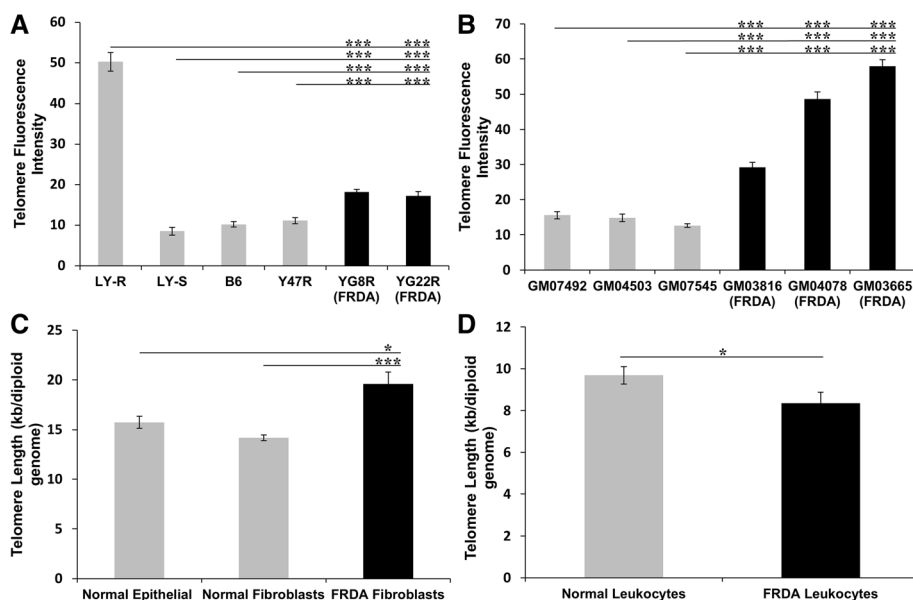 A
Telomere Fluorescence
Intensity
60
50
40
30
20
10
0
*** ***
*** ***
*** ***
*** ***
LY-R LY-S B6 Y47R YG8R YG22R
(FRDA) (FRDA)
B
Telomere Fluorescence
Intensity
70
60
50
40
30
20
10
0
*** *** ***
*** *** ***
*** *** ***
GM07492 GM04503 GM07545 GM03816 GM04078 GM03665
(FRDA) (FRDA) (FRDA)
C
Telomere Length (kb/diploid
genome)
25
20
15
10
5
0
*
***
Normal Epithelial Normal Fibroblasts FRDA Fibroblasts
D
Telomere Length (kb/diploid
genome)
12
10
8
6
4
2
0
*
Normal Leukocytes FRDA Leukocytes